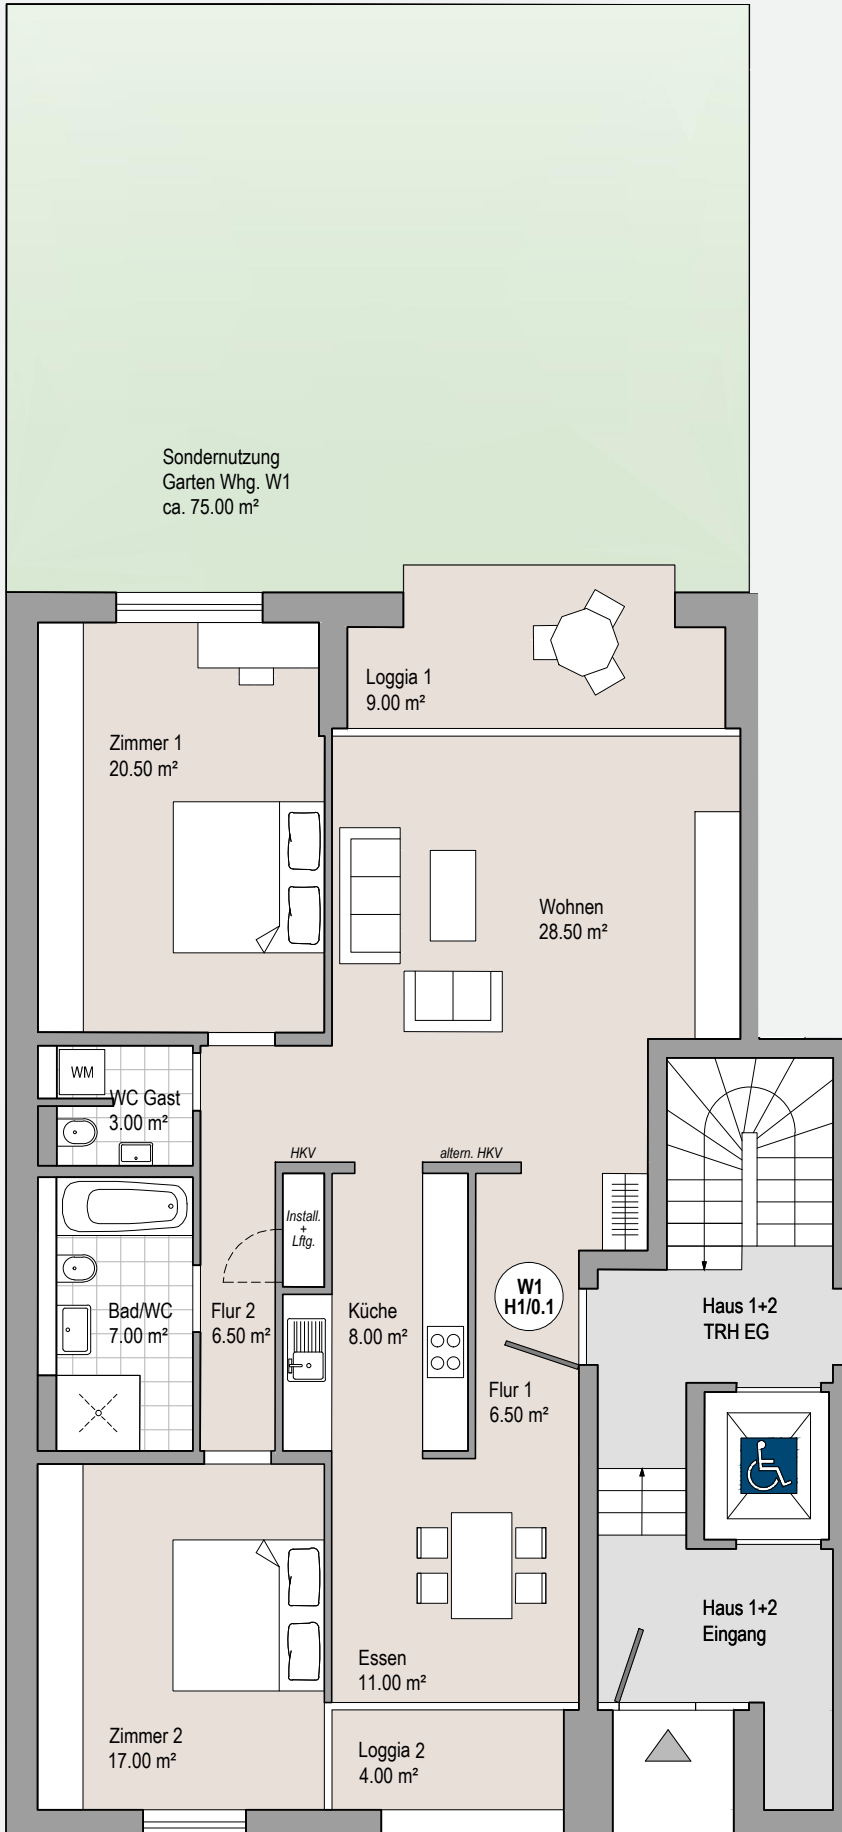 Sondernutzung
Garten Whg. W1
ca. 75.00 m²
Loggia 1
9.00 m²
Zimmer 1
20.50 m²
Wohnen
28.50 m²
WM
WC Gast
3.00 m²
HKV
altern. HKV
Install.
+
Lftg.
W1
H1/0.1
Bad/WC
7.00 m²
Flur 2
6.50 m²
Küche
8.00 m²
Haus 1+2
TRH EG
Flur 1
6.50 m²
Haus 1+2
Eingang
Essen
11.00 m²
Zimmer 2
17.00 m²
Loggia 2
4.00 m²